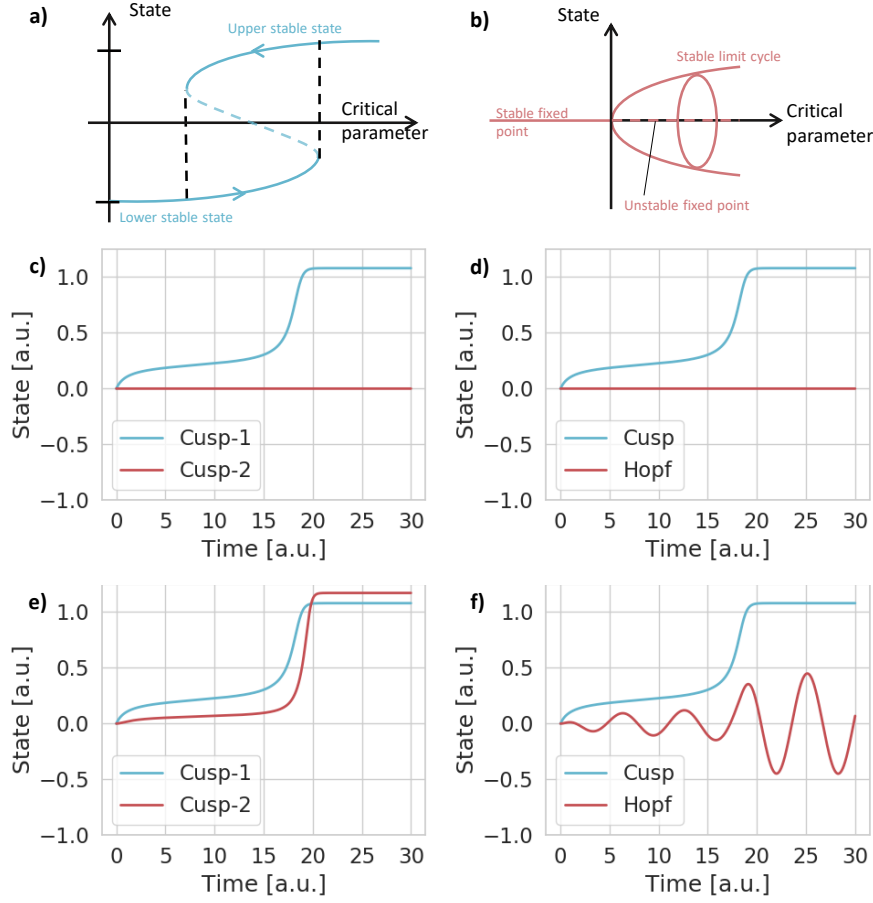 a)
State
Upper stable state
Critical
parameter
Lower stable state
b)
State
Stable limit cycle
Stable fixed
point
Critical
parameter
Unstable fixed point
c)
State [a.u.]
1.0
0.5
0.0
−0.5
−1.0
Cusp-1
Cusp-2
0 5 10 15 20 25 30
Time [a.u.]
d)
State [a.u.]
1.0
0.5
0.0
−0.5
−1.0
Cusp
Hopf
0 5 10 15 20 25 30
Time [a.u.]
e)
State [a.u.]
1.0
0.5
0.0
−0.5
−1.0
Cusp-1
Cusp-2
0 5 10 15 20 25 30
Time [a.u.]
f)
State [a.u.]
1.0
0.5
0.0
−0.5
−1.0
Cusp
Hopf
0 5 10 15 20 25 30
Time [a.u.]